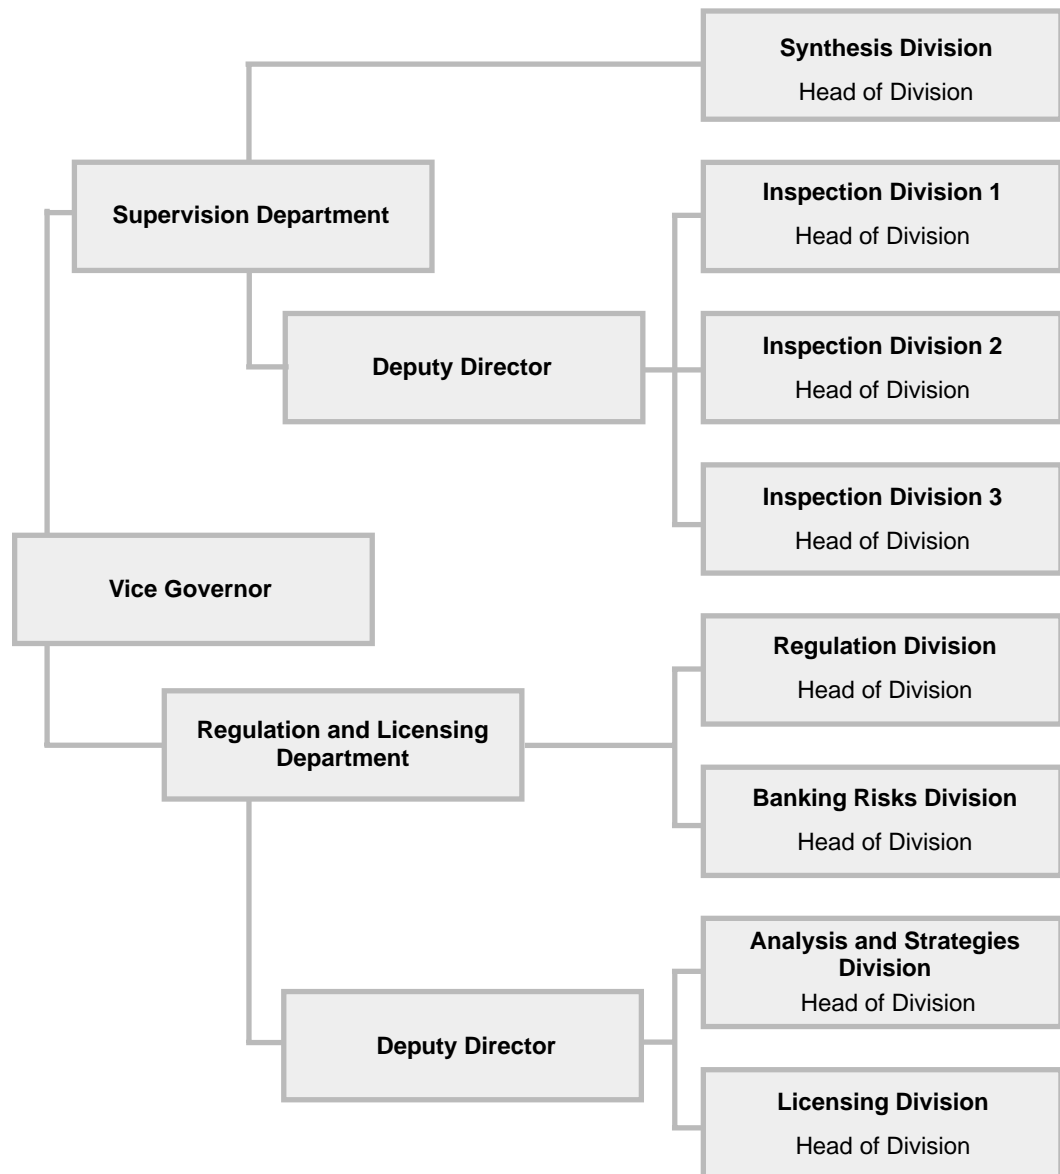 Synthesis Division
Head of Division
Supervision Department
Inspection Division 1
Head of Division
Deputy Director
Inspection Division 2
Head of Division
Inspection Division 3
Head of Division
Vice Governor
Regulation Division
Head of Division
Regulation and Licensing
Department
Banking Risks Division
Head of Division
Analysis and Strategies
Division
Head of Division
Deputy Director
Licensing Division
Head of Division